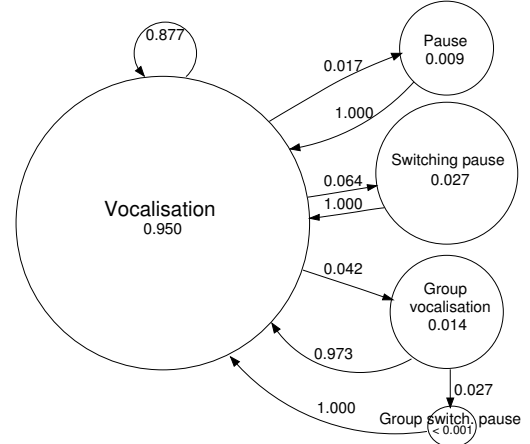 0.877
Pause
0.009
0.017
1.000
Switching pause
0.027
0.064
1.000
Vocalisation
0.950
0.042
Group
vocalisation
0.014
0.973
0.027
1.000
Group switch. pause
< 0.001